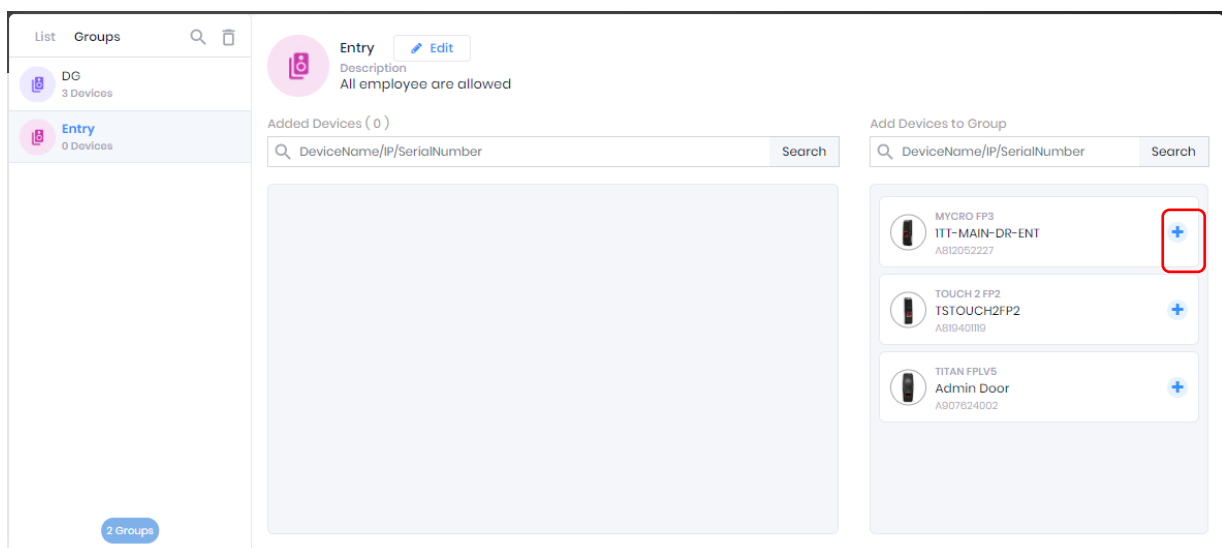 List Groups
DG
3 Devices
Entry
0 Devices
2 Groups
Entry Edit
Description
All employee are allowed
Added Devices ( 0 )
DeviceName/IP/SerialNumber Search
Add Devices to Group
DeviceName/IP/SerialNumber Search
MYCRO FP3
1TT-MAIN-DR-ENT
A812052227
TOUCH 2 FP2
TSTOUCH2FP2
A819401119
TITAN FPLV5
Admin Door
A907624002